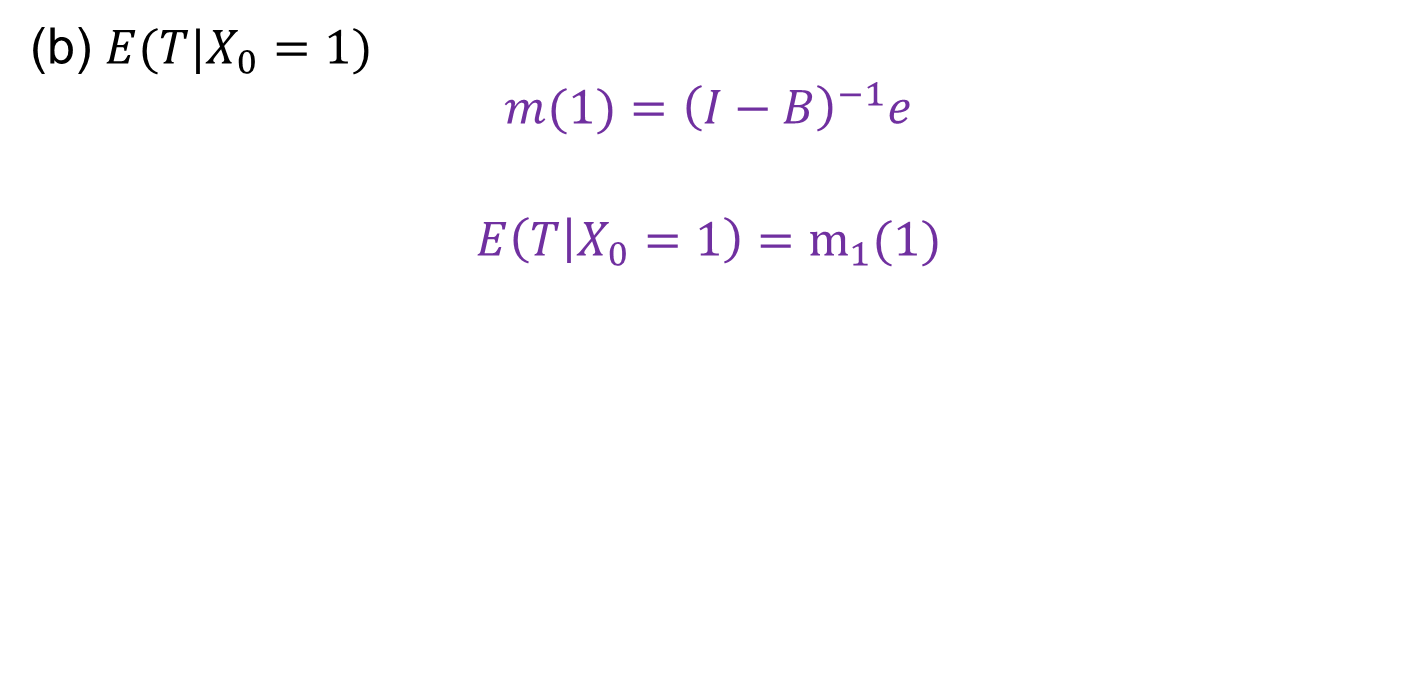 (b) E(T|X₀ = 1)
m(1) = (I − B)⁻¹e
E(T|X₀ = 1) = m₁(1)